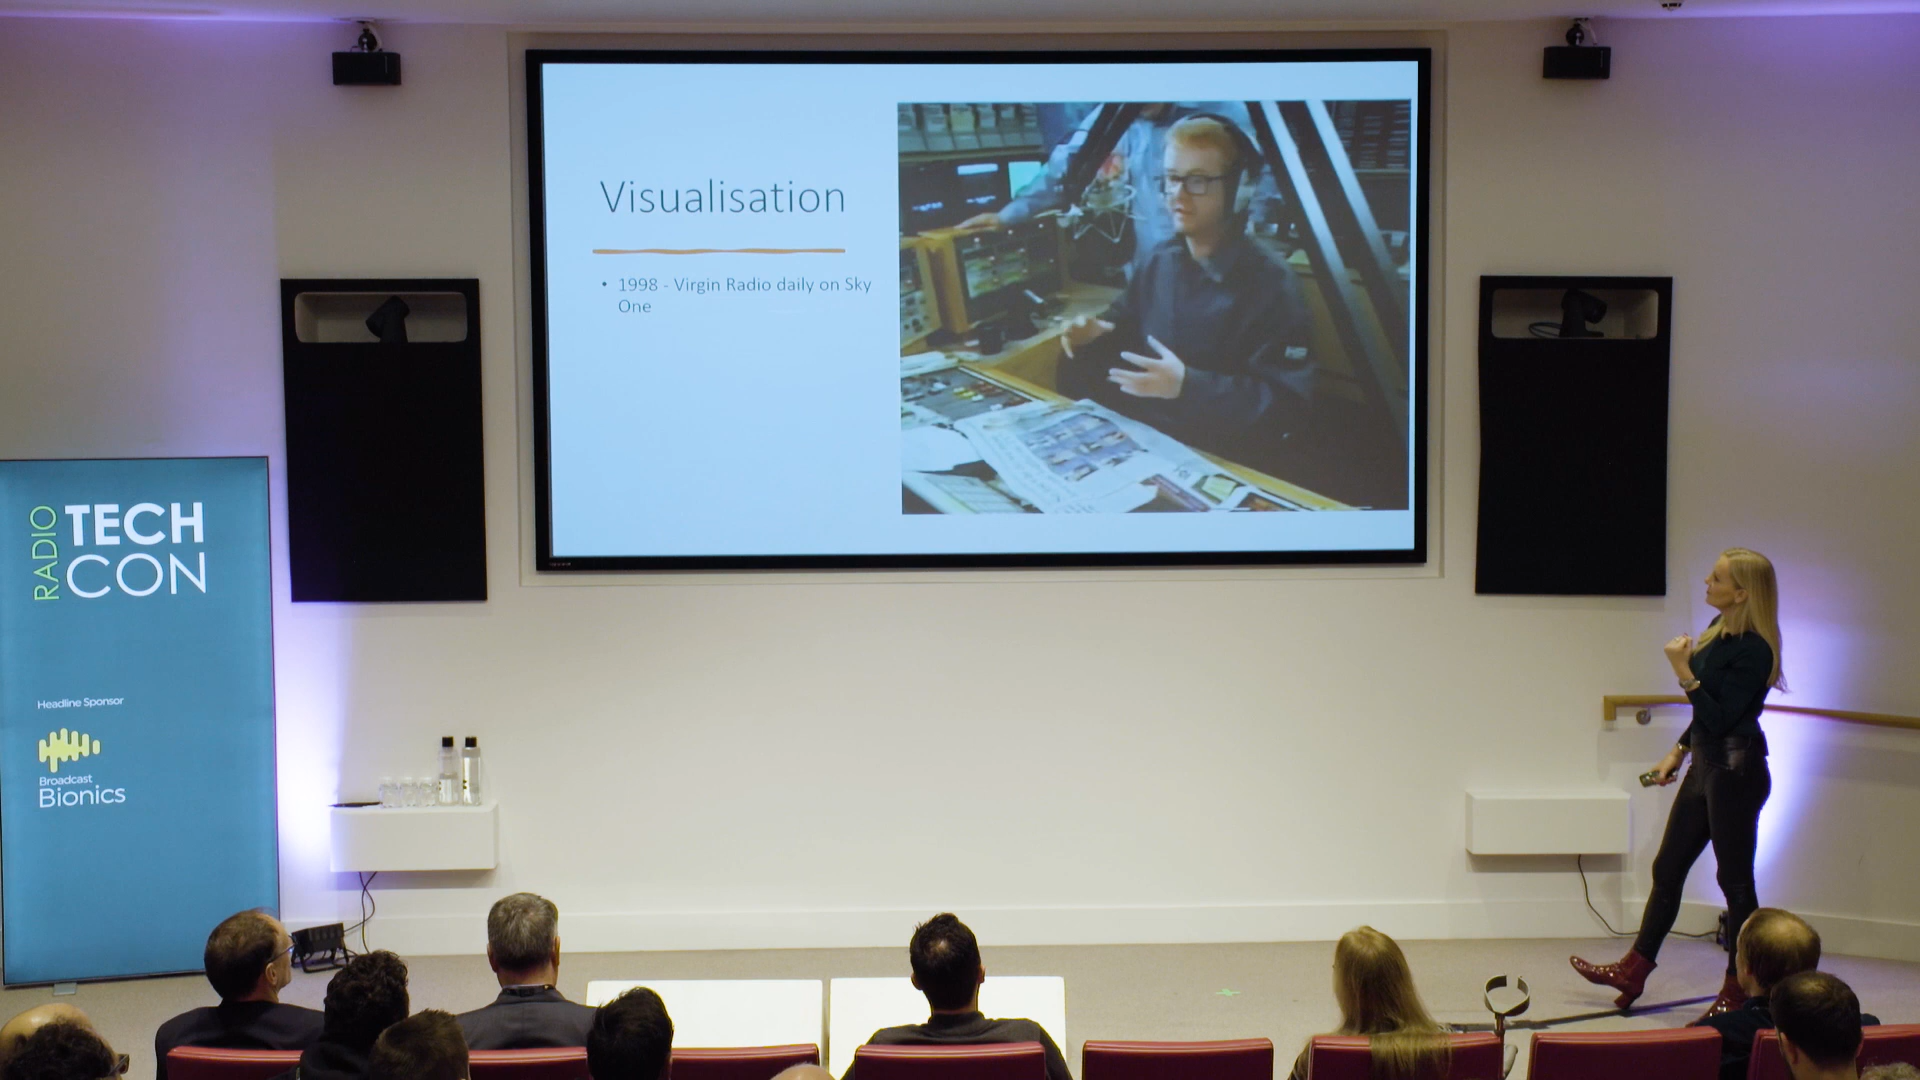 Visualisation
• 1998 - Virgin Radio daily on Sky
One
RADIO
TECH
CON
Headline Sponsor
Broadcast
Bionics